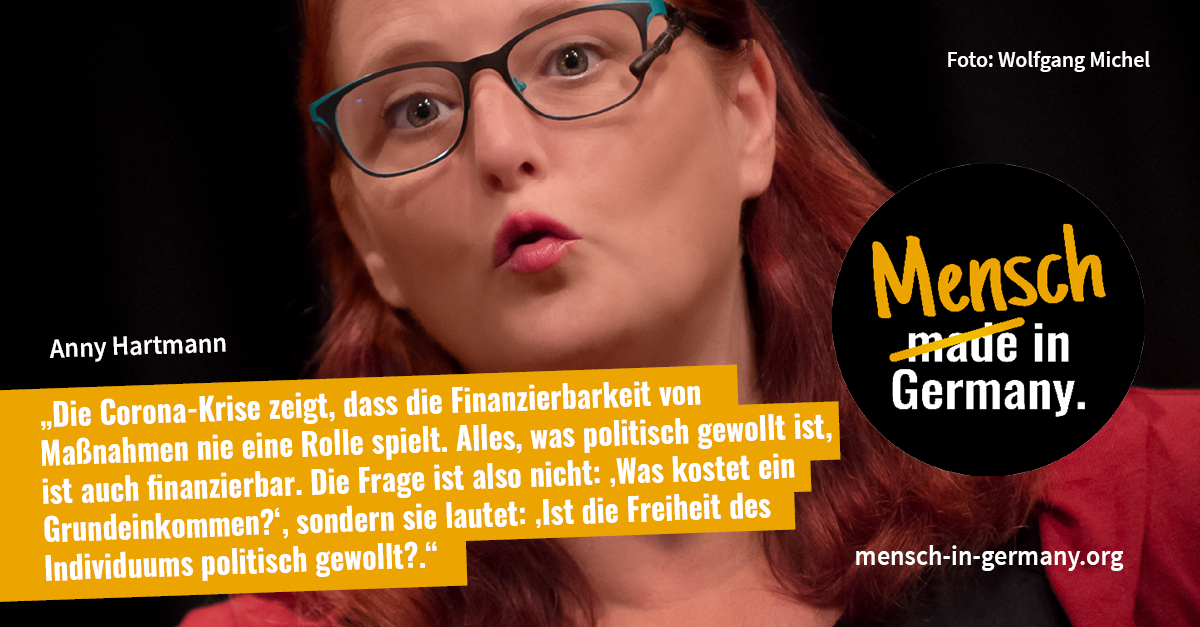 Foto: Wolfgang Michel
Mensch
made in
Germany.
Anny Hartmann
„Die Corona-Krise zeigt, dass die Finanzierbarkeit von
Maßnahmen nie eine Rolle spielt. Alles, was politisch gewollt ist,
ist auch finanzierbar. Die Frage ist also nicht: ‚Was kostet ein
Grundeinkommen?‘, sondern sie lautet: ‚Ist die Freiheit des
Individuums politisch gewollt?.“
mensch-in-germany.org